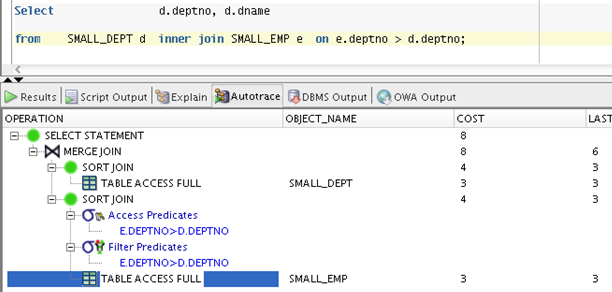 Select d.deptno, d.dname
from SMALL_DEPT d inner join SMALL_EMP e on e.deptno > d.deptno;
Results Script Output Explain Autotrace DBMS Output OWA Output
OPERATION OBJECT_NAME COST LAST
SELECT STATEMENT 8
MERGE JOIN 8 6
SORT JOIN 4 3
TABLE ACCESS FULL SMALL_DEPT 3 3
SORT JOIN 4 3
Access Predicates
E.DEPTNO>D.DEPTNO
Filter Predicates
E.DEPTNO>D.DEPTNO
TABLE ACCESS FULL SMALL_EMP 3 3